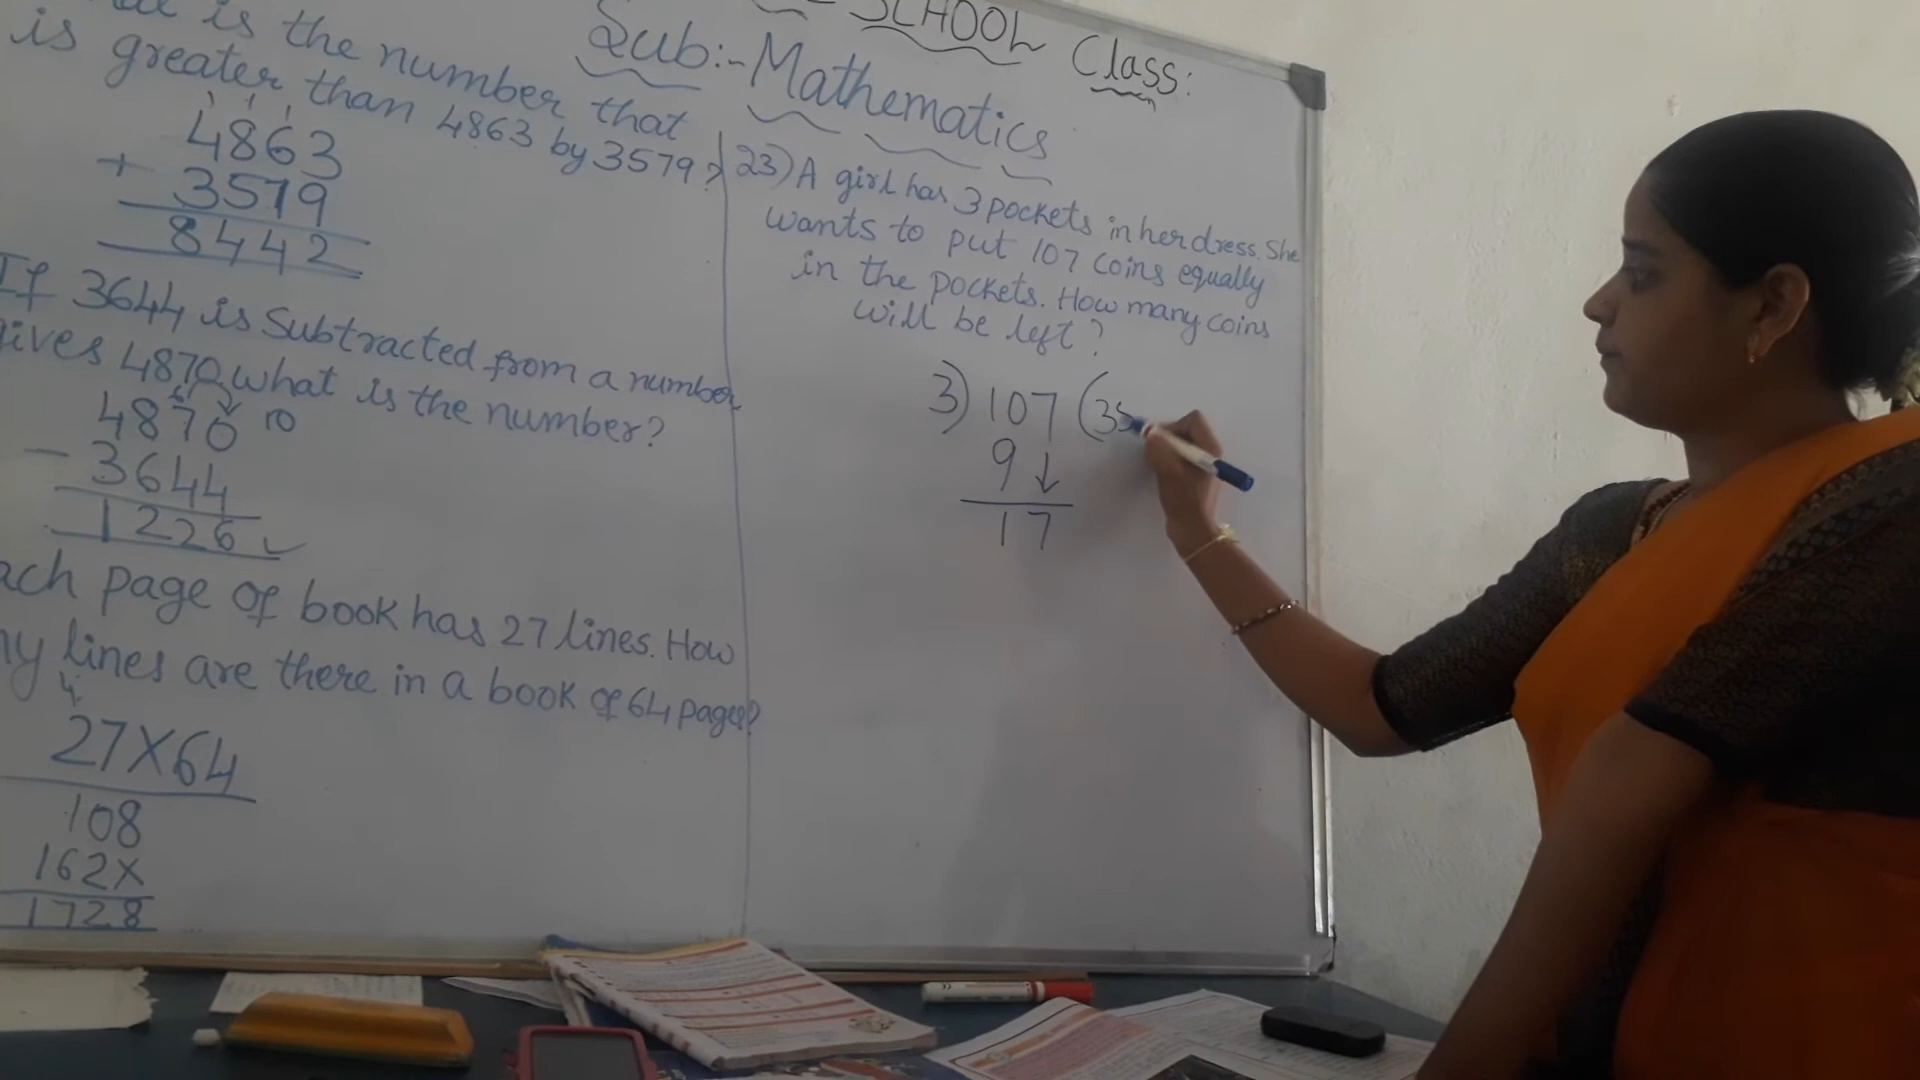 SCHOOL Class:
Sub:- Mathematics
is the number that
is greater than 4863 by 3579?
4863
+ 3579
8442
If 3644 is Subtracted from a number
gives 4870, what is the number?
4870 10
- 3644
1226
ach page of book has 27 lines. How
ny lines are there in a book of 64 pages?
4
27X64
108
162X
1728
23) A girl has 3 pockets in her dress. She
wants to put 107 coins equally
in the pockets. How many coins
will be left?
3) 107 (35
9 ↓
17